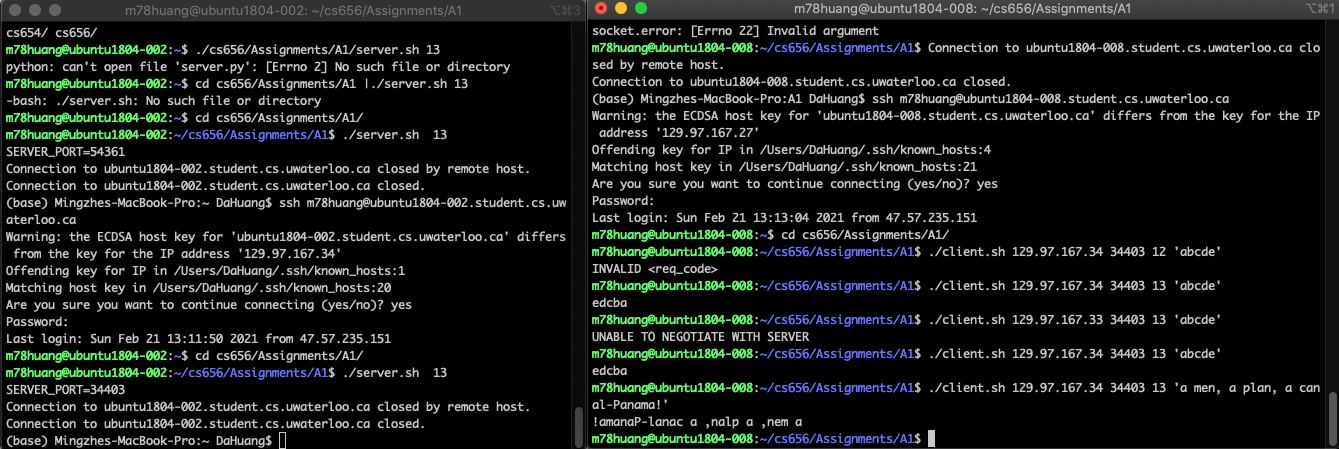 m78huang@ubuntu1804-002: ~/cs656/Assignments/A1
⌥⌘3
cs654/ cs656/
m78huang@ubuntu1804-002:~$ ./cs656/Assignments/A1/server.sh 13
python: can't open file 'server.py': [Errno 2] No such file or directory
m78huang@ubuntu1804-002:~$ cd cs656/Assignments/A1 |./server.sh 13
-bash: ./server.sh: No such file or directory
m78huang@ubuntu1804-002:~$ cd cs656/Assignments/A1/
m78huang@ubuntu1804-002:~/cs656/Assignments/A1$ ./server.sh  13
SERVER_PORT=54361
Connection to ubuntu1804-002.student.cs.uwaterloo.ca closed by remote host.
Connection to ubuntu1804-002.student.cs.uwaterloo.ca closed.
(base) Mingzhes-MacBook-Pro:~ DaHuang$ ssh m78huang@ubuntu1804-002.student.cs.uw
aterloo.ca
Warning: the ECDSA host key for 'ubuntu1804-002.student.cs.uwaterloo.ca' differs
 from the key for the IP address '129.97.167.34'
Offending key for IP in /Users/DaHuang/.ssh/known_hosts:1
Matching host key in /Users/DaHuang/.ssh/known_hosts:20
Are you sure you want to continue connecting (yes/no)? yes
Password:
Last login: Sun Feb 21 13:11:50 2021 from 47.57.235.151
m78huang@ubuntu1804-002:~$ cd cs656/Assignments/A1/
m78huang@ubuntu1804-002:~/cs656/Assignments/A1$ ./server.sh  13
SERVER_PORT=34403
Connection to ubuntu1804-002.student.cs.uwaterloo.ca closed by remote host.
Connection to ubuntu1804-002.student.cs.uwaterloo.ca closed.
(base) Mingzhes-MacBook-Pro:~ DaHuang$
m78huang@ubuntu1804-008: ~/cs656/Assignments/A1
⌥⌘1
socket.error: [Errno 22] Invalid argument
m78huang@ubuntu1804-008:~/cs656/Assignments/A1$ Connection to ubuntu1804-008.student.cs.uwaterloo.ca clo
sed by remote host.
Connection to ubuntu1804-008.student.cs.uwaterloo.ca closed.
(base) Mingzhes-MacBook-Pro:A1 DaHuang$ ssh m78huang@ubuntu1804-008.student.cs.uwaterloo.ca
Warning: the ECDSA host key for 'ubuntu1804-008.student.cs.uwaterloo.ca' differs from the key for the IP
 address '129.97.167.27'
Offending key for IP in /Users/DaHuang/.ssh/known_hosts:4
Matching host key in /Users/DaHuang/.ssh/known_hosts:21
Are you sure you want to continue connecting (yes/no)? yes
Password:
Last login: Sun Feb 21 13:13:04 2021 from 47.57.235.151
m78huang@ubuntu1804-008:~$ cd cs656/Assignments/A1/
m78huang@ubuntu1804-008:~/cs656/Assignments/A1$ ./client.sh 129.97.167.34 34403 12 'abcde'
INVALID <req_code>
m78huang@ubuntu1804-008:~/cs656/Assignments/A1$ ./client.sh 129.97.167.34 34403 13 'abcde'
edcba
m78huang@ubuntu1804-008:~/cs656/Assignments/A1$ ./client.sh 129.97.167.33 34403 13 'abcde'
UNABLE TO NEGOTIATE WITH SERVER
m78huang@ubuntu1804-008:~/cs656/Assignments/A1$ ./client.sh 129.97.167.34 34403 13 'abcde'
edcba
m78huang@ubuntu1804-008:~/cs656/Assignments/A1$ ./client.sh 129.97.167.34 34403 13 'a men, a plan, a can
al-Panama!'
!amanaP-lanac a ,nalp a ,nem a
m78huang@ubuntu1804-008:~/cs656/Assignments/A1$